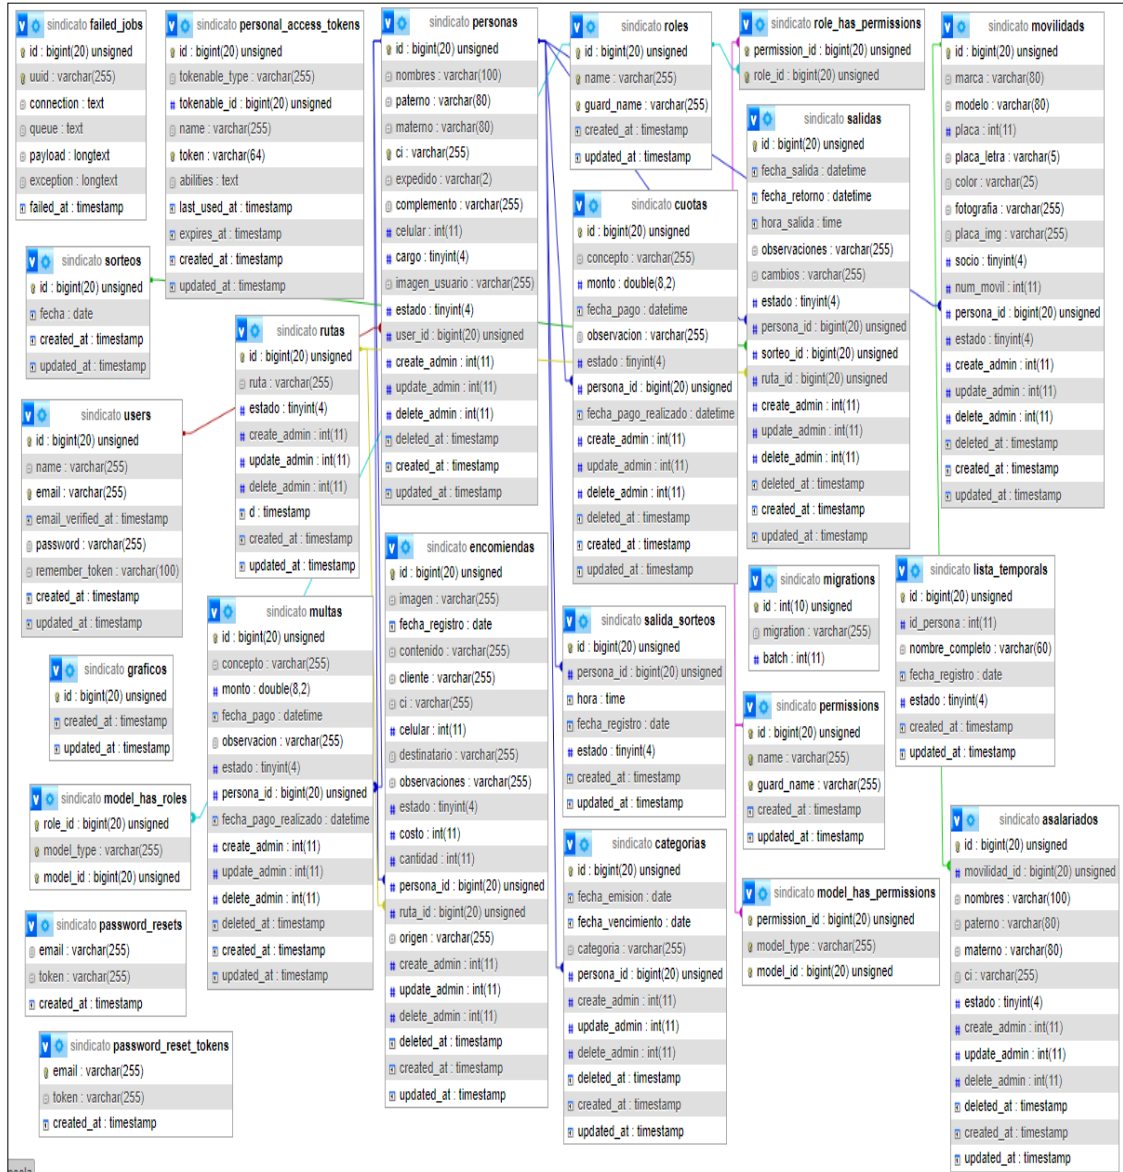 sindicato failed_jobs
id : bigint(20) unsigned
uuid : varchar(255)
connection : text
queue : text
payload : longtext
exception : longtext
failed_at : timestamp
sindicato personal_access_tokens
id : bigint(20) unsigned
tokenable_type : varchar(255)
tokenable_id : bigint(20) unsigned
name : varchar(255)
token : varchar(64)
abilities : text
last_used_at : timestamp
expires_at : timestamp
created_at : timestamp
updated_at : timestamp
sindicato personas
id : bigint(20) unsigned
nombres : varchar(100)
paterno : varchar(80)
materno : varchar(80)
ci : varchar(255)
expedido : varchar(2)
complemento : varchar(255)
celular : int(11)
cargo : tinyint(4)
imagen_usuario : varchar(255)
estado : tinyint(4)
user_id : bigint(20) unsigned
create_admin : int(11)
update_admin : int(11)
delete_admin : int(11)
deleted_at : timestamp
created_at : timestamp
updated_at : timestamp
sindicato roles
id : bigint(20) unsigned
name : varchar(255)
guard_name : varchar(255)
created_at : timestamp
updated_at : timestamp
sindicato role_has_permissions
permission_id : bigint(20) unsigned
role_id : bigint(20) unsigned
sindicato movilidads
id : bigint(20) unsigned
marca : varchar(80)
modelo : varchar(80)
placa : int(11)
placa_letra : varchar(5)
color : varchar(25)
fotografia : varchar(255)
placa_img : varchar(255)
socio : tinyint(4)
num_movil : int(11)
persona_id : bigint(20) unsigned
estado : tinyint(4)
create_admin : int(11)
update_admin : int(11)
delete_admin : int(11)
deleted_at : timestamp
created_at : timestamp
updated_at : timestamp
sindicato salidas
id : bigint(20) unsigned
fecha_salida : datetime
fecha_retorno : datetime
hora_salida : time
observaciones : varchar(255)
cambios : varchar(255)
estado : tinyint(4)
persona_id : bigint(20) unsigned
sorteo_id : bigint(20) unsigned
ruta_id : bigint(20) unsigned
create_admin : int(11)
update_admin : int(11)
delete_admin : int(11)
deleted_at : timestamp
created_at : timestamp
updated_at : timestamp
sindicato cuotas
id : bigint(20) unsigned
concepto : varchar(255)
monto : double(8,2)
fecha_pago : datetime
observacion : varchar(255)
estado : tinyint(4)
persona_id : bigint(20) unsigned
fecha_pago_realizado : datetime
create_admin : int(11)
update_admin : int(11)
delete_admin : int(11)
deleted_at : timestamp
created_at : timestamp
updated_at : timestamp
sindicato sorteos
id : bigint(20) unsigned
fecha : date
created_at : timestamp
updated_at : timestamp
sindicato rutas
id : bigint(20) unsigned
ruta : varchar(255)
estado : tinyint(4)
create_admin : int(11)
update_admin : int(11)
delete_admin : int(11)
d : timestamp
created_at : timestamp
updated_at : timestamp
sindicato users
id : bigint(20) unsigned
name : varchar(255)
email : varchar(255)
email_verified_at : timestamp
password : varchar(255)
remember_token : varchar(100)
created_at : timestamp
updated_at : timestamp
sindicato encomiendas
id : bigint(20) unsigned
imagen : varchar(255)
fecha_registro : date
contenido : varchar(255)
cliente : varchar(255)
ci : varchar(255)
celular : int(11)
destinatario : varchar(255)
observaciones : varchar(255)
estado : tinyint(4)
costo : int(11)
cantidad : int(11)
persona_id : bigint(20) unsigned
ruta_id : bigint(20) unsigned
origen : varchar(255)
create_admin : int(11)
update_admin : int(11)
delete_admin : int(11)
deleted_at : timestamp
created_at : timestamp
updated_at : timestamp
sindicato migrations
id : int(10) unsigned
migration : varchar(255)
batch : int(11)
sindicato lista_temporals
id : bigint(20) unsigned
id_persona : int(11)
nombre_completo : varchar(60)
fecha_registro : date
estado : tinyint(4)
created_at : timestamp
updated_at : timestamp
sindicato multas
id : bigint(20) unsigned
concepto : varchar(255)
monto : double(8,2)
fecha_pago : datetime
observacion : varchar(255)
estado : tinyint(4)
persona_id : bigint(20) unsigned
fecha_pago_realizado : datetime
create_admin : int(11)
update_admin : int(11)
delete_admin : int(11)
deleted_at : timestamp
created_at : timestamp
updated_at : timestamp
sindicato salida_sorteos
id : bigint(20) unsigned
persona_id : bigint(20) unsigned
hora : time
fecha_registro : date
estado : tinyint(4)
created_at : timestamp
updated_at : timestamp
sindicato graficos
id : bigint(20) unsigned
created_at : timestamp
updated_at : timestamp
sindicato permissions
id : bigint(20) unsigned
name : varchar(255)
guard_name : varchar(255)
created_at : timestamp
updated_at : timestamp
sindicato model_has_roles
role_id : bigint(20) unsigned
model_type : varchar(255)
model_id : bigint(20) unsigned
sindicato categorias
id : bigint(20) unsigned
fecha_emision : date
fecha_vencimiento : date
categoria : varchar(255)
persona_id : bigint(20) unsigned
create_admin : int(11)
update_admin : int(11)
delete_admin : int(11)
deleted_at : timestamp
created_at : timestamp
updated_at : timestamp
sindicato asalariados
id : bigint(20) unsigned
movilidad_id : bigint(20) unsigned
nombres : varchar(100)
paterno : varchar(80)
materno : varchar(80)
ci : varchar(255)
estado : tinyint(4)
create_admin : int(11)
update_admin : int(11)
delete_admin : int(11)
deleted_at : timestamp
created_at : timestamp
updated_at : timestamp
sindicato model_has_permissions
permission_id : bigint(20) unsigned
model_type : varchar(255)
model_id : bigint(20) unsigned
sindicato password_resets
email : varchar(255)
token : varchar(255)
created_at : timestamp
sindicato password_reset_tokens
email : varchar(255)
token : varchar(255)
created_at : timestamp